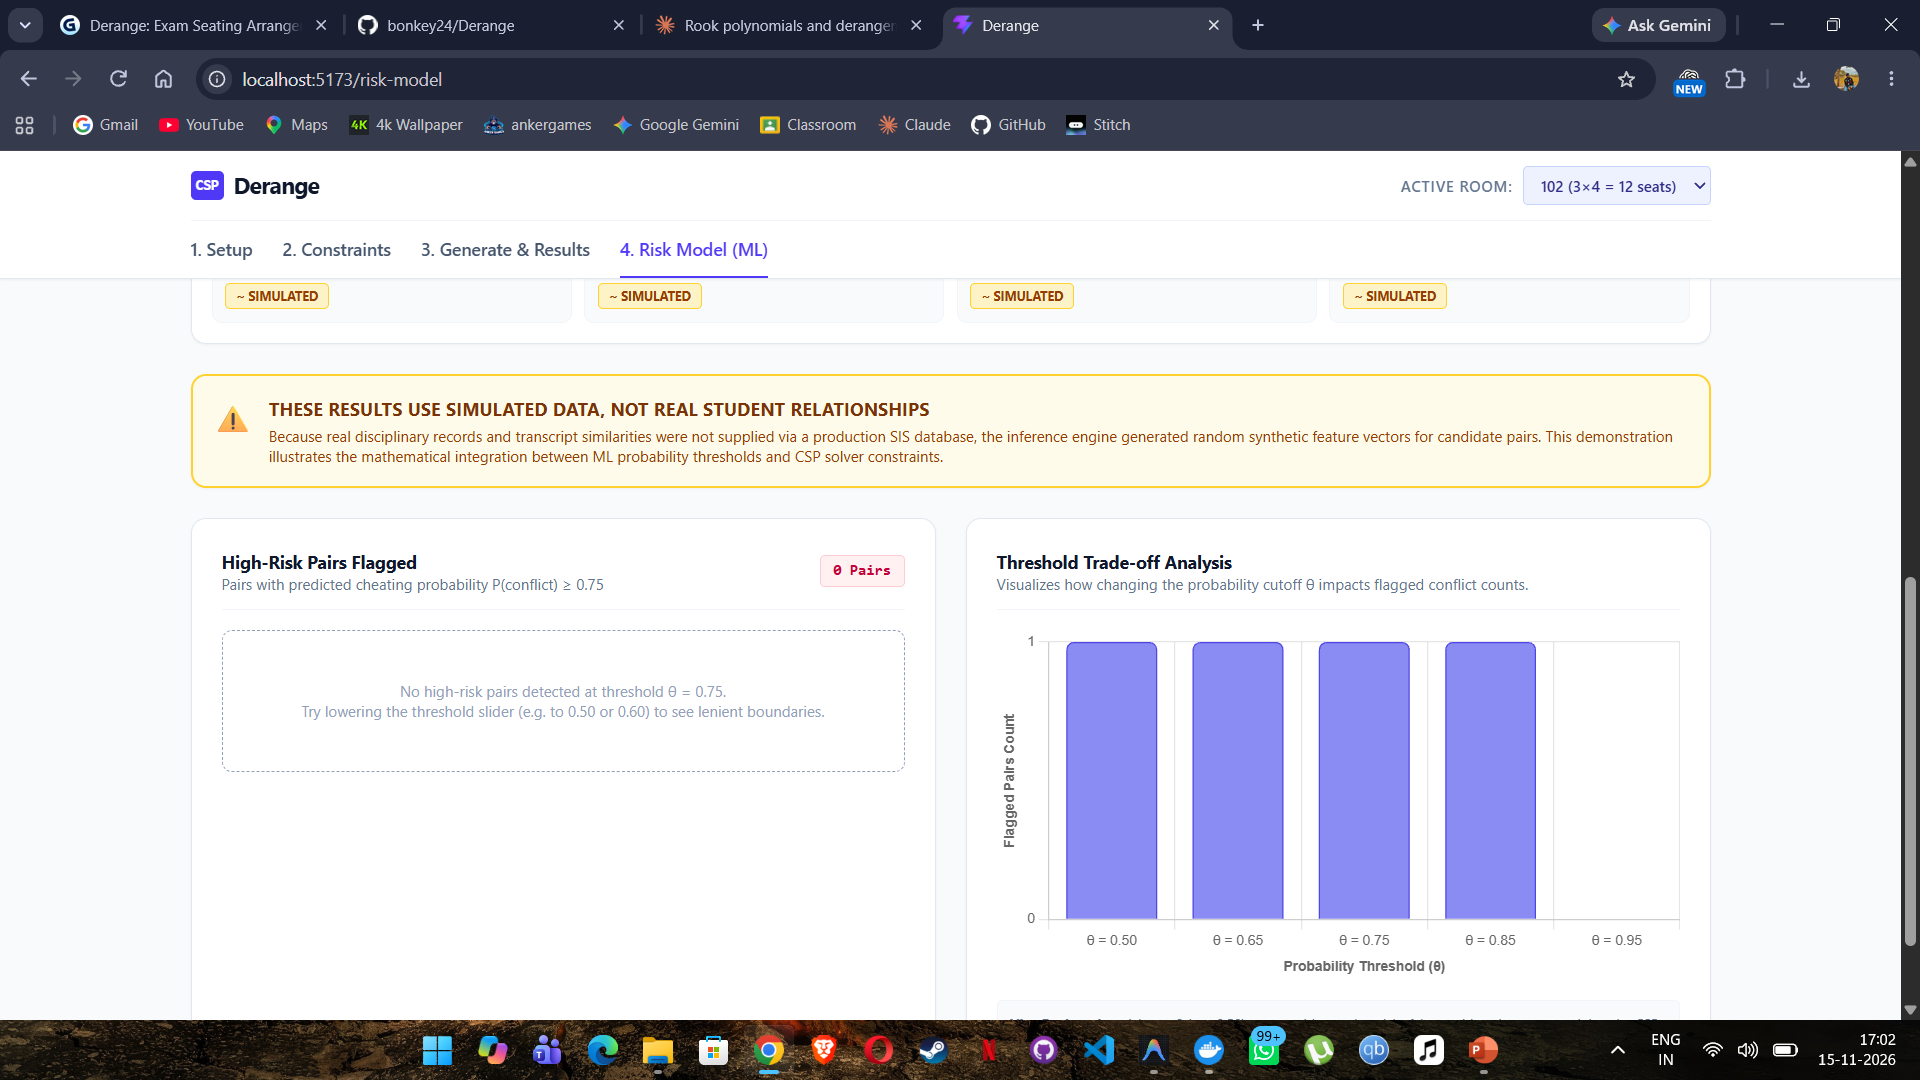 Derange: Exam Seating Arrange
bonkey24/Derange
Rook polynomials and deranger
Derange
Ask Gemini
localhost:5173/risk-model
NEW
Gmail
YouTube
Maps
4K
4k Wallpaper
ankergames
Google Gemini
Classroom
Claude
GitHub
Stitch
CSP
Derange
ACTIVE ROOM:
102 (3×4 = 12 seats)
1. Setup
2. Constraints
3. Generate & Results
4. Risk Model (ML)
~ SIMULATED
~ SIMULATED
~ SIMULATED
~ SIMULATED
THESE RESULTS USE SIMULATED DATA, NOT REAL STUDENT RELATIONSHIPS
Because real disciplinary records and transcript similarities were not supplied via a production SIS database, the inference engine generated random synthetic feature vectors for candidate pairs. This demonstration
illustrates the mathematical integration between ML probability thresholds and CSP solver constraints.
High-Risk Pairs Flagged
Pairs with predicted cheating probability P(conflict) ≥ 0.75
0 Pairs
No high-risk pairs detected at threshold θ = 0.75.
Try lowering the threshold slider (e.g. to 0.50 or 0.60) to see lenient boundaries.
Threshold Trade-off Analysis
Visualizes how changing the probability cutoff θ impacts flagged conflict counts.
1
0
Flagged Pairs Count
θ = 0.50
θ = 0.65
θ = 0.75
θ = 0.85
θ = 0.95
Probability Threshold (θ)
99+
qb
ENG
IN
17:02
15-11-2026